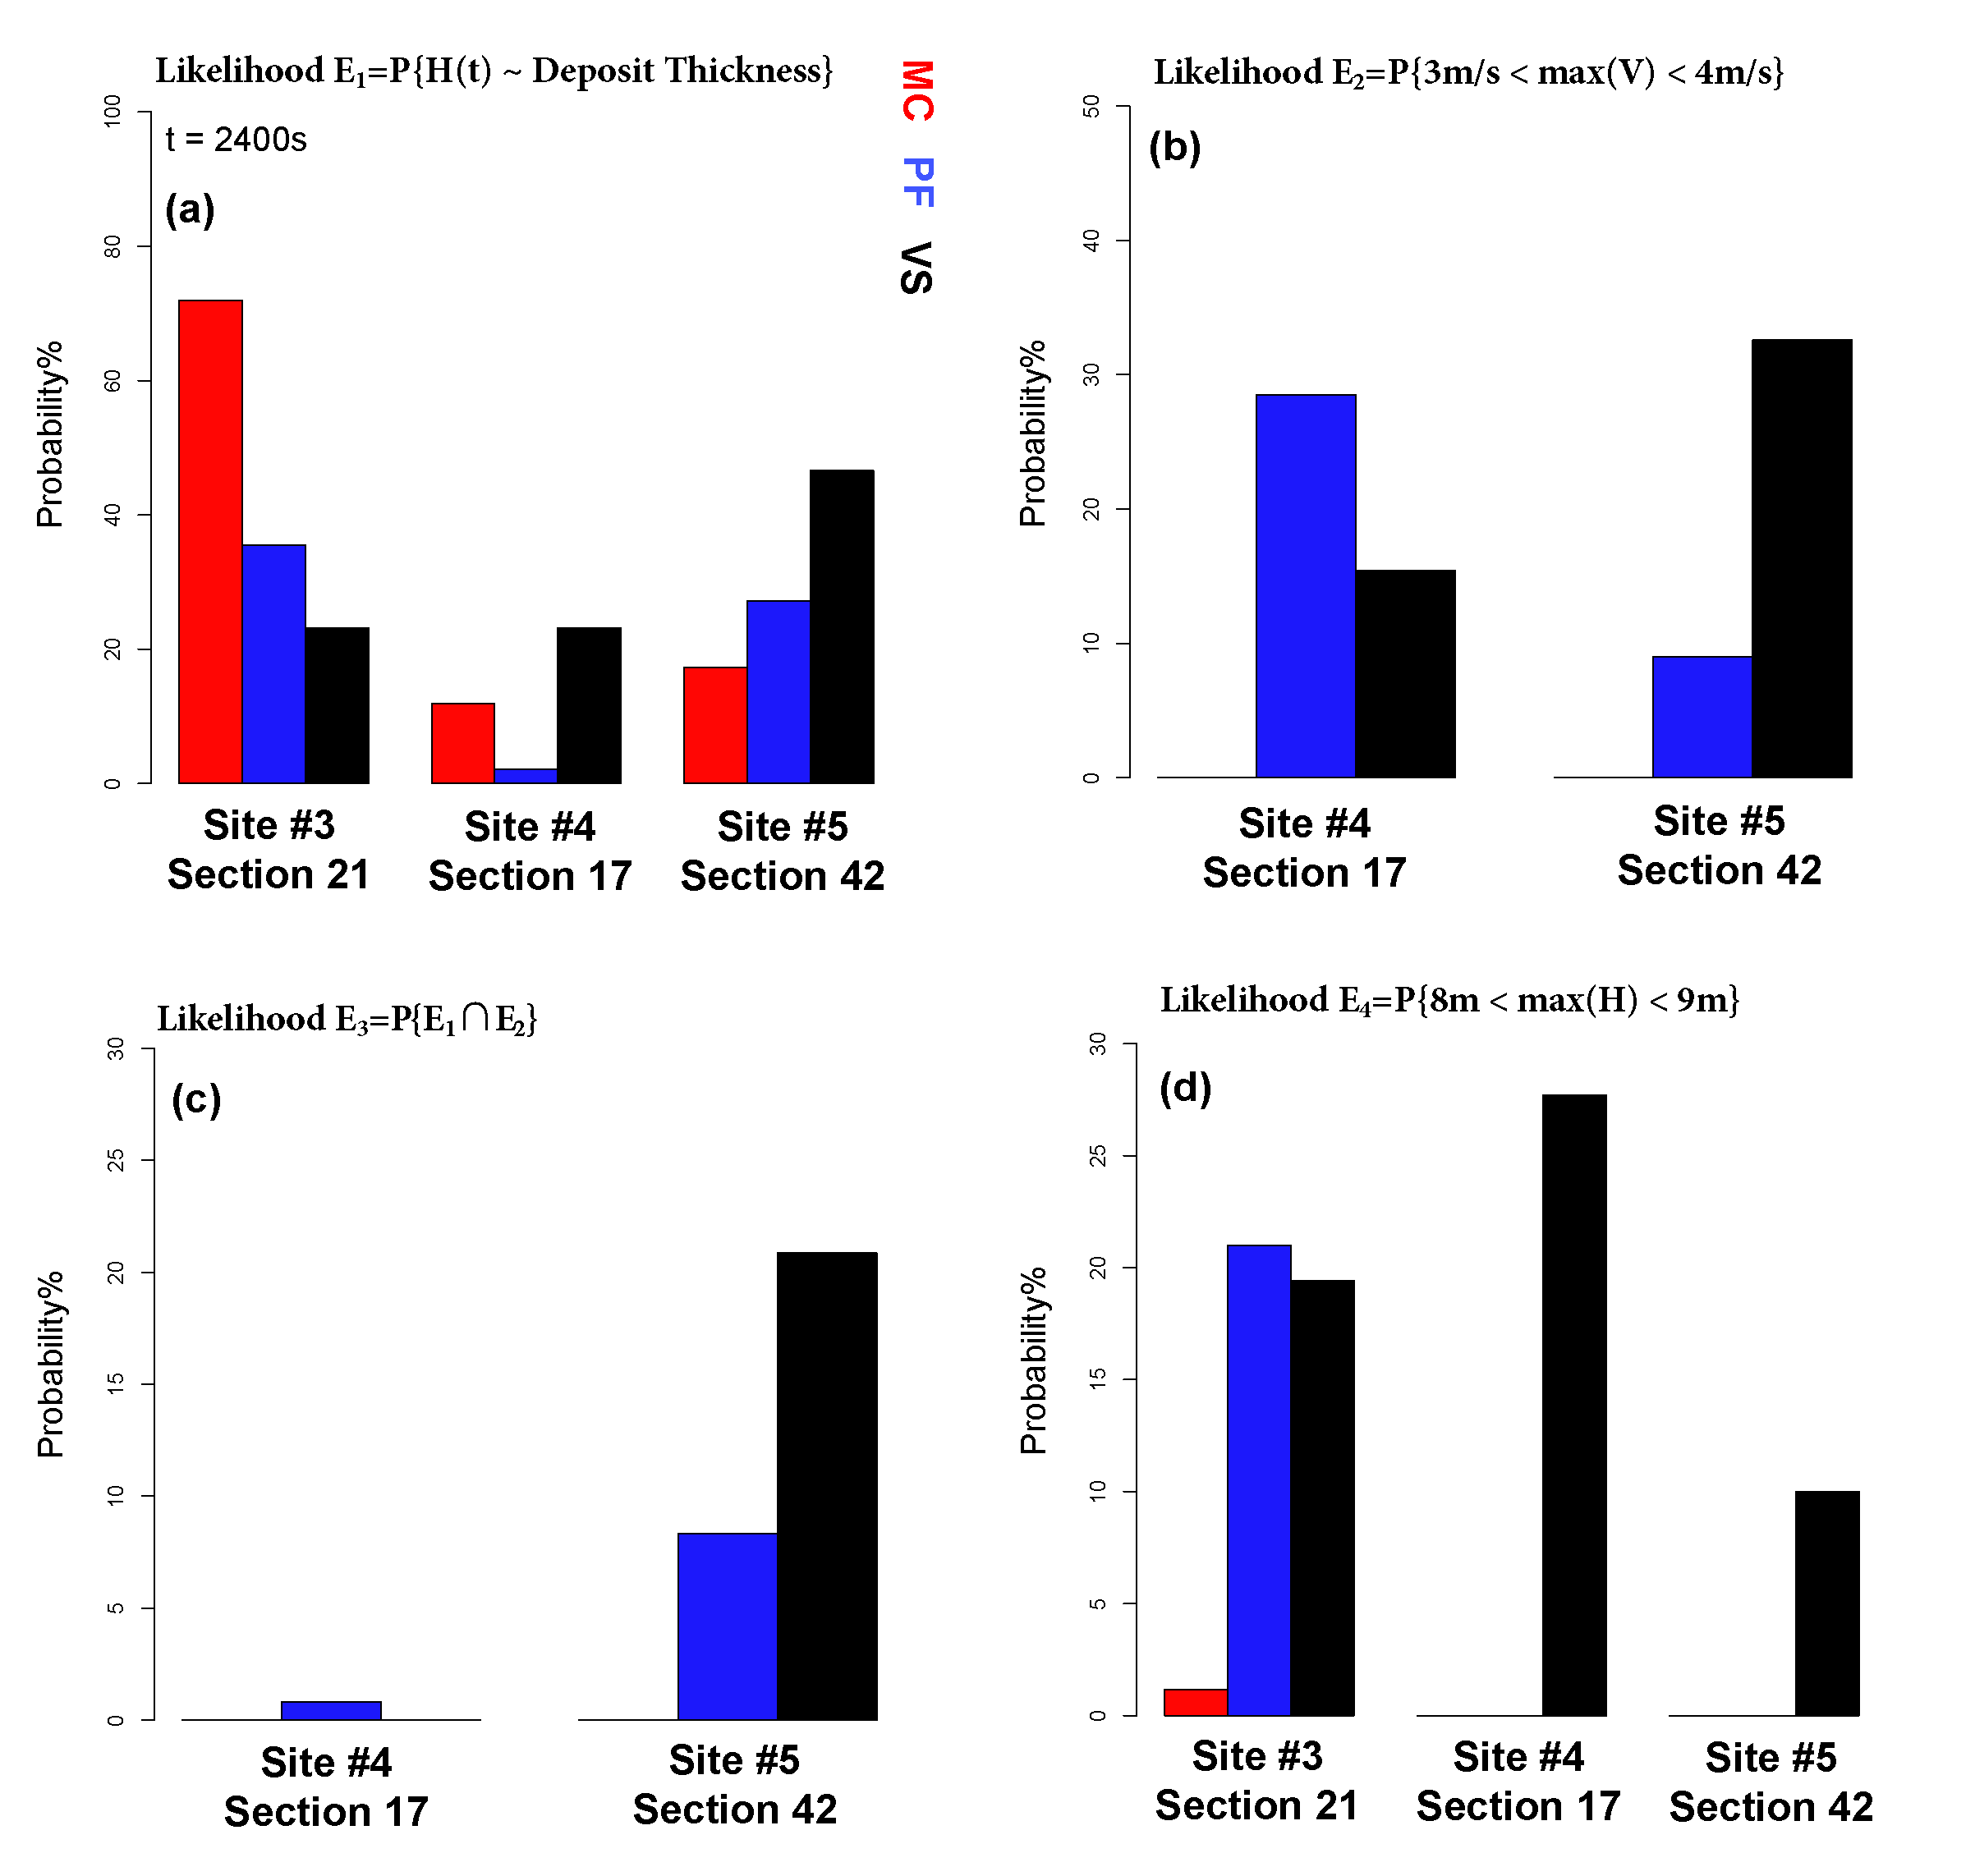 Likelihood E₁=P{H(t) ~ Deposit Thickness}
MC PF VS
t = 2400s
(a)
Probability%
100
80
60
40
20
0
Site #3
Section 21
Site #4
Section 17
Site #5
Section 42
Likelihood E₂=P{3m/s < max(V) < 4m/s}
(b)
Probability%
50
40
30
20
10
0
Site #4
Section 17
Site #5
Section 42
Likelihood E₃=P{E₁∩E₂}
(c)
Probability%
30
25
20
15
10
5
0
Site #4
Section 17
Site #5
Section 42
Likelihood E₄=P{8m < max(H) < 9m}
(d)
Probability%
30
25
20
15
10
5
0
Site #3
Section 21
Site #4
Section 17
Site #5
Section 42